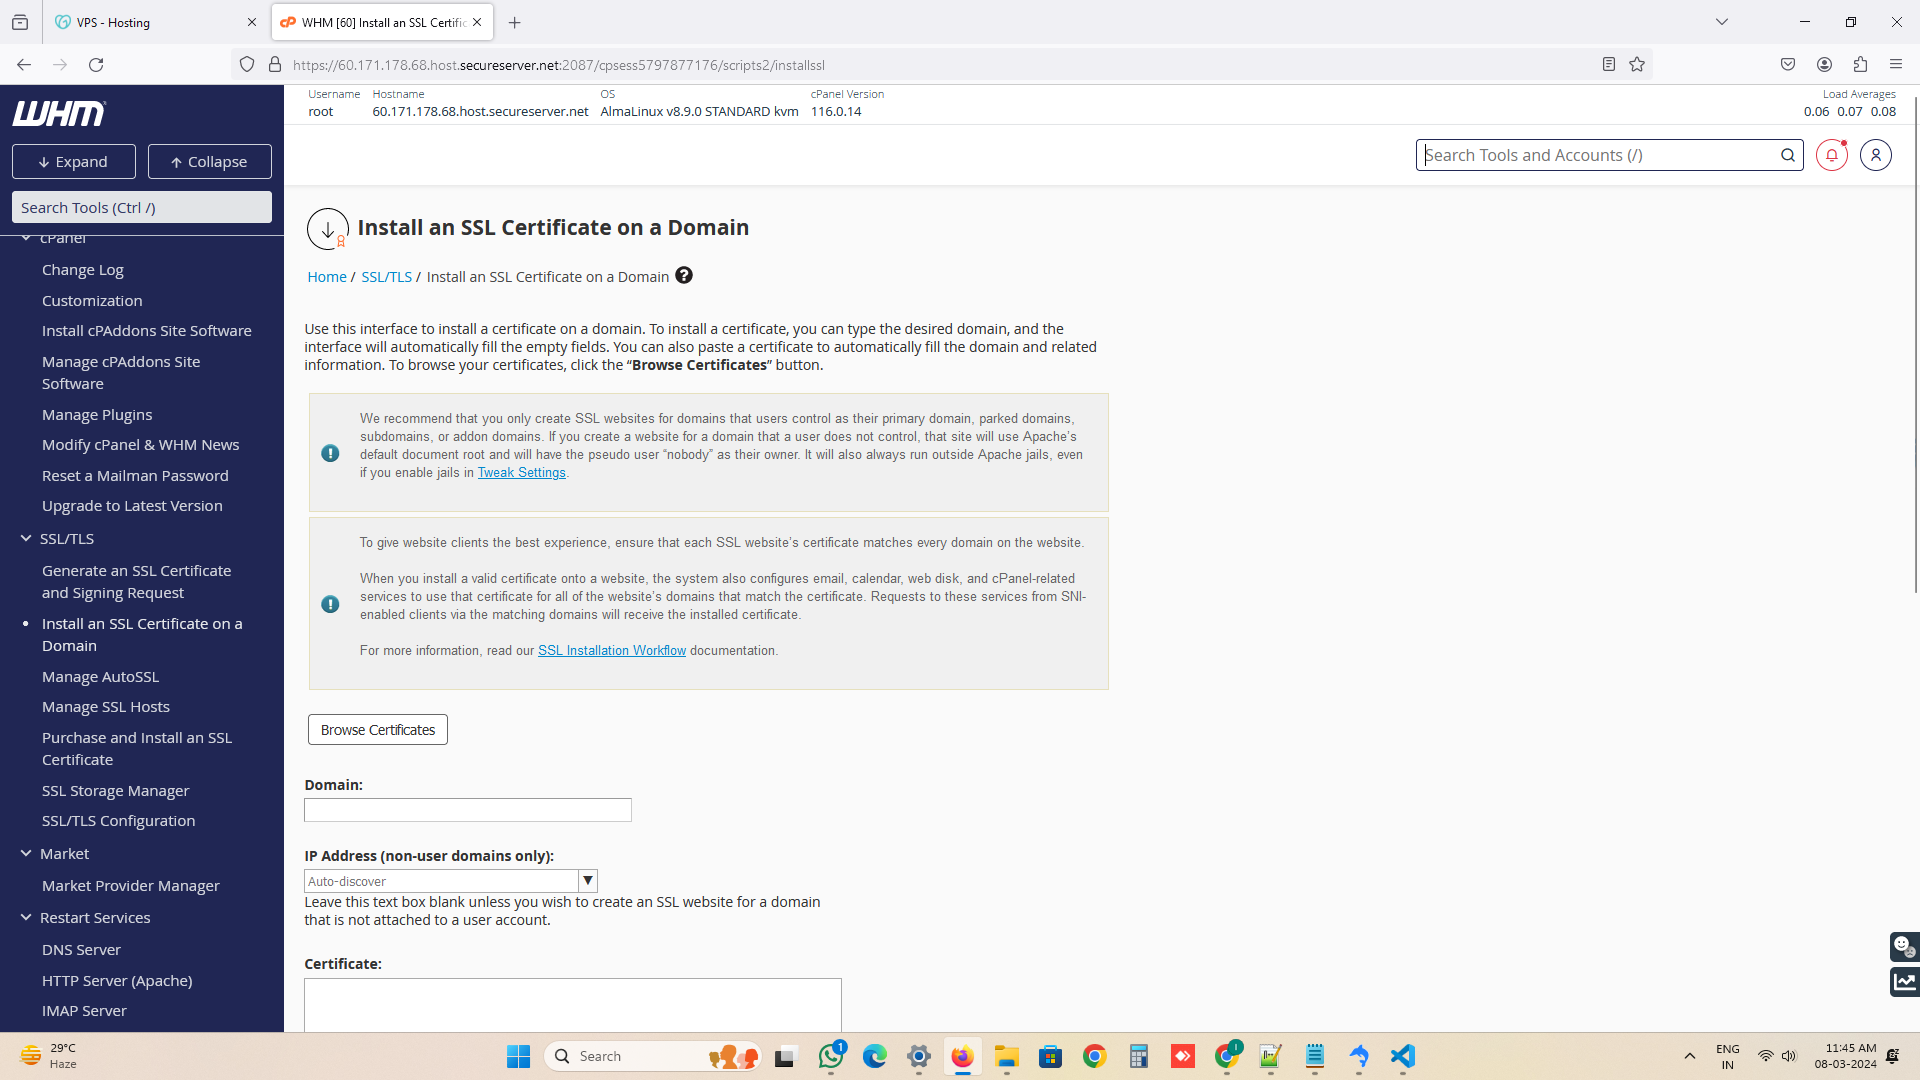 VPS - Hosting
WHM [60] Install an SSL Certific
https://60.171.178.68.host.secureserver.net:2087/cpsess5797877176/scripts2/installssl
WHM
Expand
Collapse
Search Tools (Ctrl /)
cPanel
Change Log
Customization
Install cPAddons Site Software
Manage cPAddons Site
Software
Manage Plugins
Modify cPanel & WHM News
Reset a Mailman Password
Upgrade to Latest Version
SSL/TLS
Generate an SSL Certificate
and Signing Request
Install an SSL Certificate on a
Domain
Manage AutoSSL
Manage SSL Hosts
Purchase and Install an SSL
Certificate
SSL Storage Manager
SSL/TLS Configuration
Market
Market Provider Manager
Restart Services
DNS Server
HTTP Server (Apache)
IMAP Server
Username Hostname OS cPanel Version Load Averages
root 60.171.178.68.host.secureserver.net AlmaLinux v8.9.0 STANDARD kvm 116.0.14 0.06 0.07 0.08
Search Tools and Accounts (/)
Install an SSL Certificate on a Domain
Home / SSL/TLS / Install an SSL Certificate on a Domain ?
Use this interface to install a certificate on a domain. To install a certificate, you can type the desired domain, and the
interface will automatically fill the empty fields. You can also paste a certificate to automatically fill the domain and related
information. To browse your certificates, click the “Browse Certificates” button.
We recommend that you only create SSL websites for domains that users control as their primary domain, parked domains,
subdomains, or addon domains. If you create a website for a domain that a user does not control, that site will use Apache’s
default document root and will have the pseudo user “nobody” as their owner. It will also always run outside Apache jails, even
if you enable jails in Tweak Settings.
To give website clients the best experience, ensure that each SSL website’s certificate matches every domain on the website.
When you install a valid certificate onto a website, the system also configures email, calendar, web disk, and cPanel-related
services to use that certificate for all of the website’s domains that match the certificate. Requests to these services from SNI-
enabled clients via the matching domains will receive the installed certificate.
For more information, read our SSL Installation Workflow documentation.
Browse Certificates
Domain:
IP Address (non-user domains only):
Auto-discover
Leave this text box blank unless you wish to create an SSL website for a domain
that is not attached to a user account.
Certificate:
29°C
Haze
Search
1
ENG
IN
11:45 AM
08-03-2024